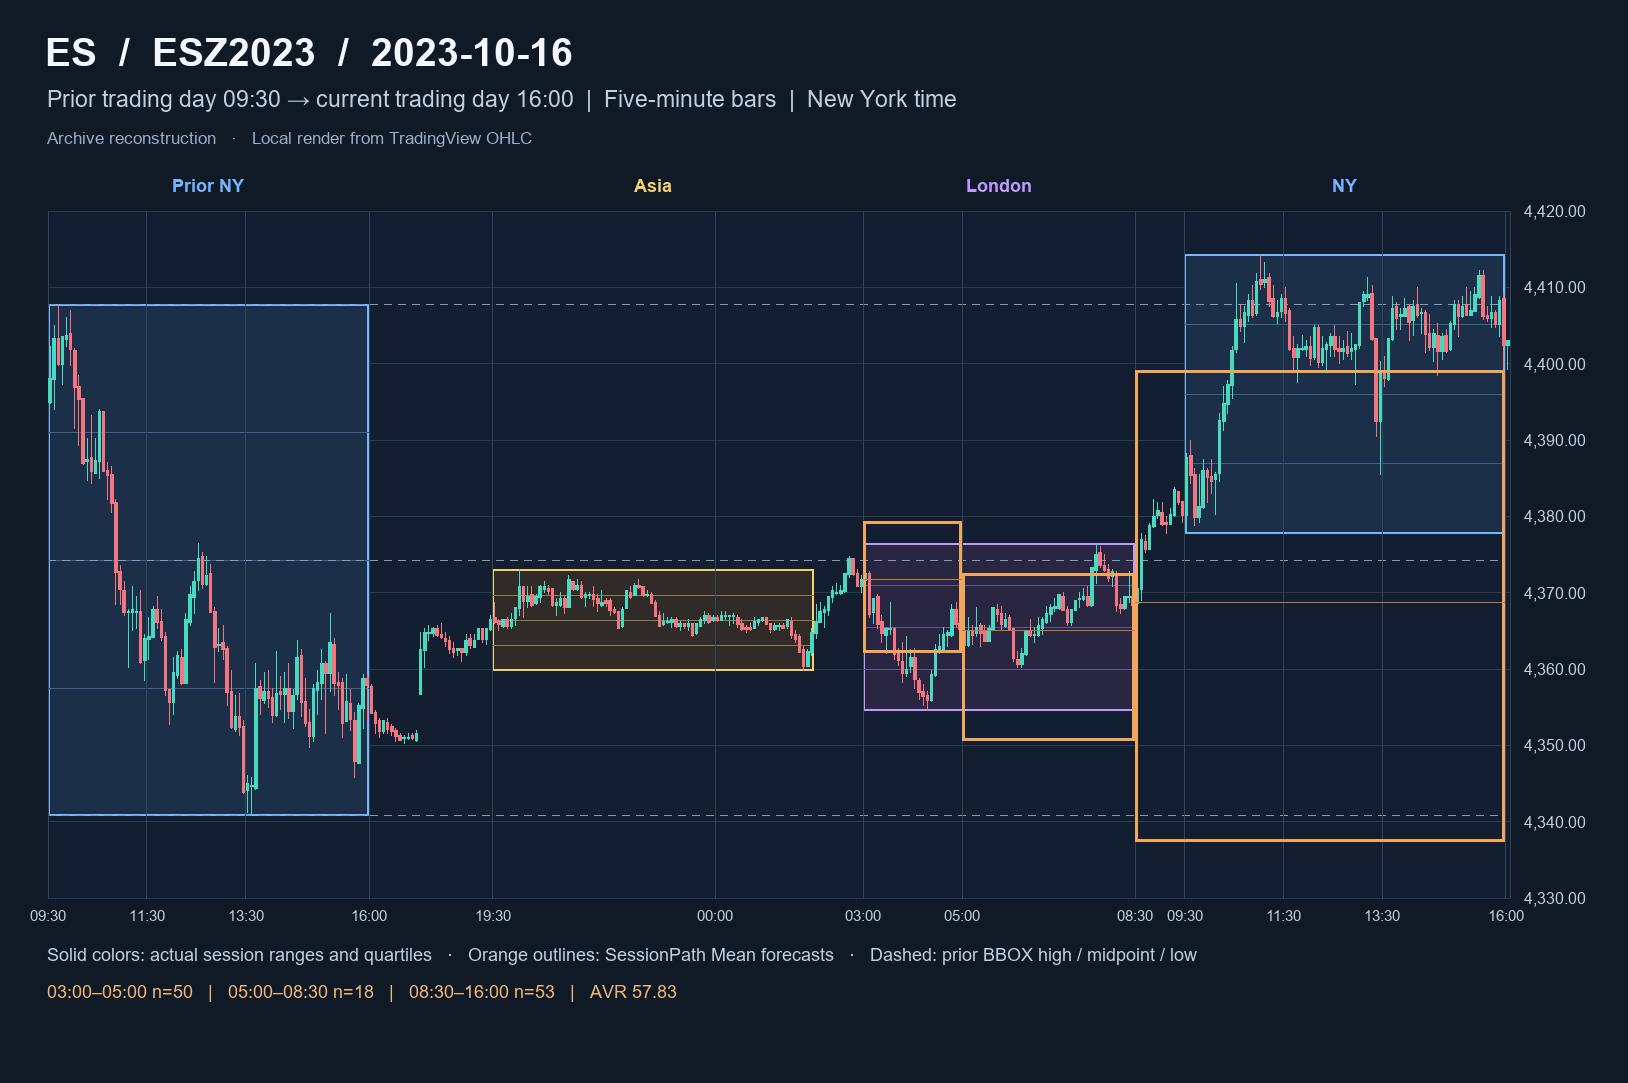 ES / ESZ2023 / 2023-10-16
Prior trading day 09:30 → current trading day 16:00 | Five-minute bars | New York time
Archive reconstruction · Local render from TradingView OHLC
Prior NY Asia London NY
4,420.00
4,410.00
4,400.00
4,390.00
4,380.00
4,370.00
4,360.00
4,350.00
4,340.00
4,330.00
09:30 11:30 13:30 16:00 19:30 00:00 03:00 05:00 08:30 09:30 11:30 13:30 16:00
Solid colors: actual session ranges and quartiles · Orange outlines: SessionPath Mean forecasts · Dashed: prior BBOX high / midpoint / low
03:00–05:00 n=50 | 05:00–08:30 n=18 | 08:30–16:00 n=53 | AVR 57.83